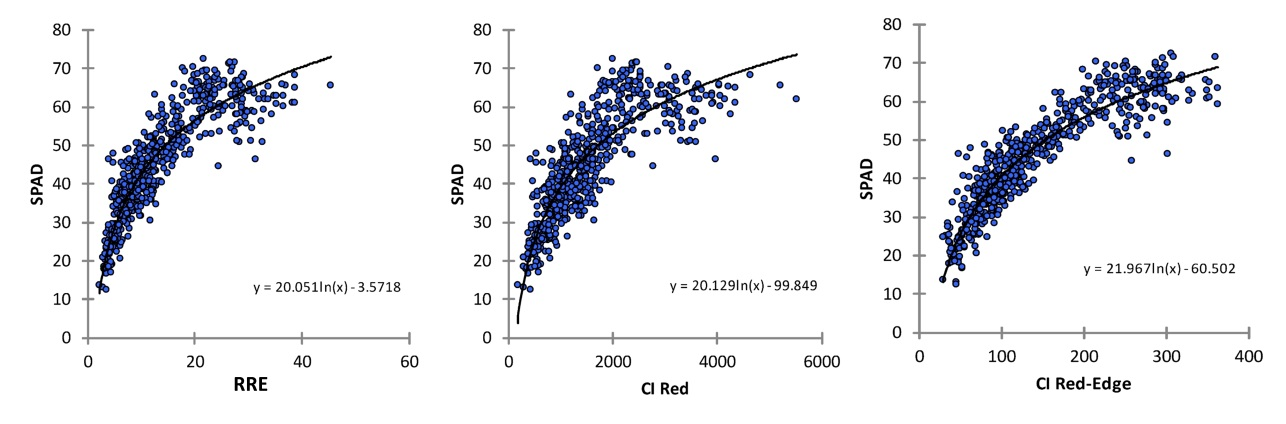 80
70
60
50
40
30
20
10
0
SPAD
0 20 40 60
RRE
y = 20.051ln(x) - 3.5718
80
70
60
50
40
30
20
10
0
SPAD
0 2000 4000 6000
CI Red
y = 20.129ln(x) - 99.849
80
70
60
50
40
30
20
10
0
SPAD
0 100 200 300 400
CI Red-Edge
y = 21.967ln(x) - 60.502